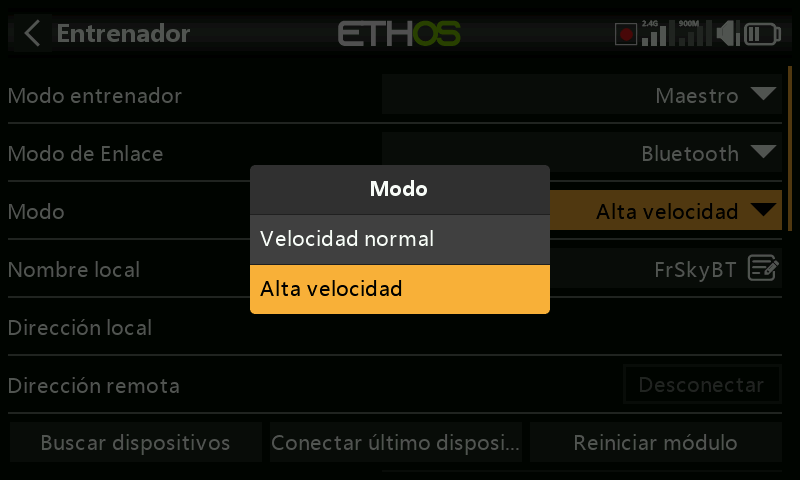 Entrenador
ETHOS
2.4G
900M
Modo entrenador
Maestro
Modo de Enlace
Bluetooth
Modo
Modo
Alta velocidad
Velocidad normal
Alta velocidad
Nombre local
FrSkyBT
Dirección local
Dirección remota
Desconectar
Buscar dispositivos
Conectar último disposi...
Reiniciar módulo